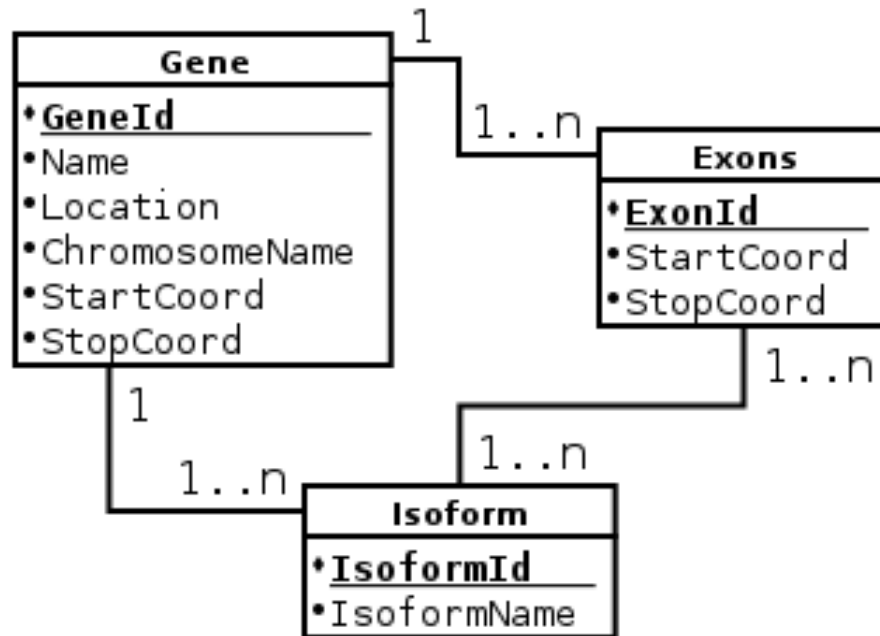 1
Gene
GeneId
Name
Location
ChromosomeName
StartCoord
StopCoord
1..n
Exons
ExonId
StartCoord
StopCoord
1
1..n
1..n
1..n
Isoform
IsoformId
IsoformName